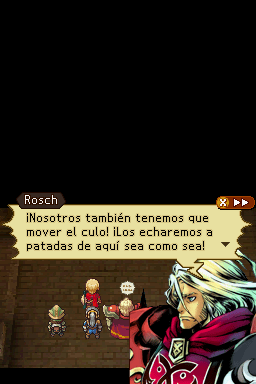 Rosch
¡Nosotros también tenemos que
mover el culo! ¡Los echaremos a
patadas de aquí sea como sea!